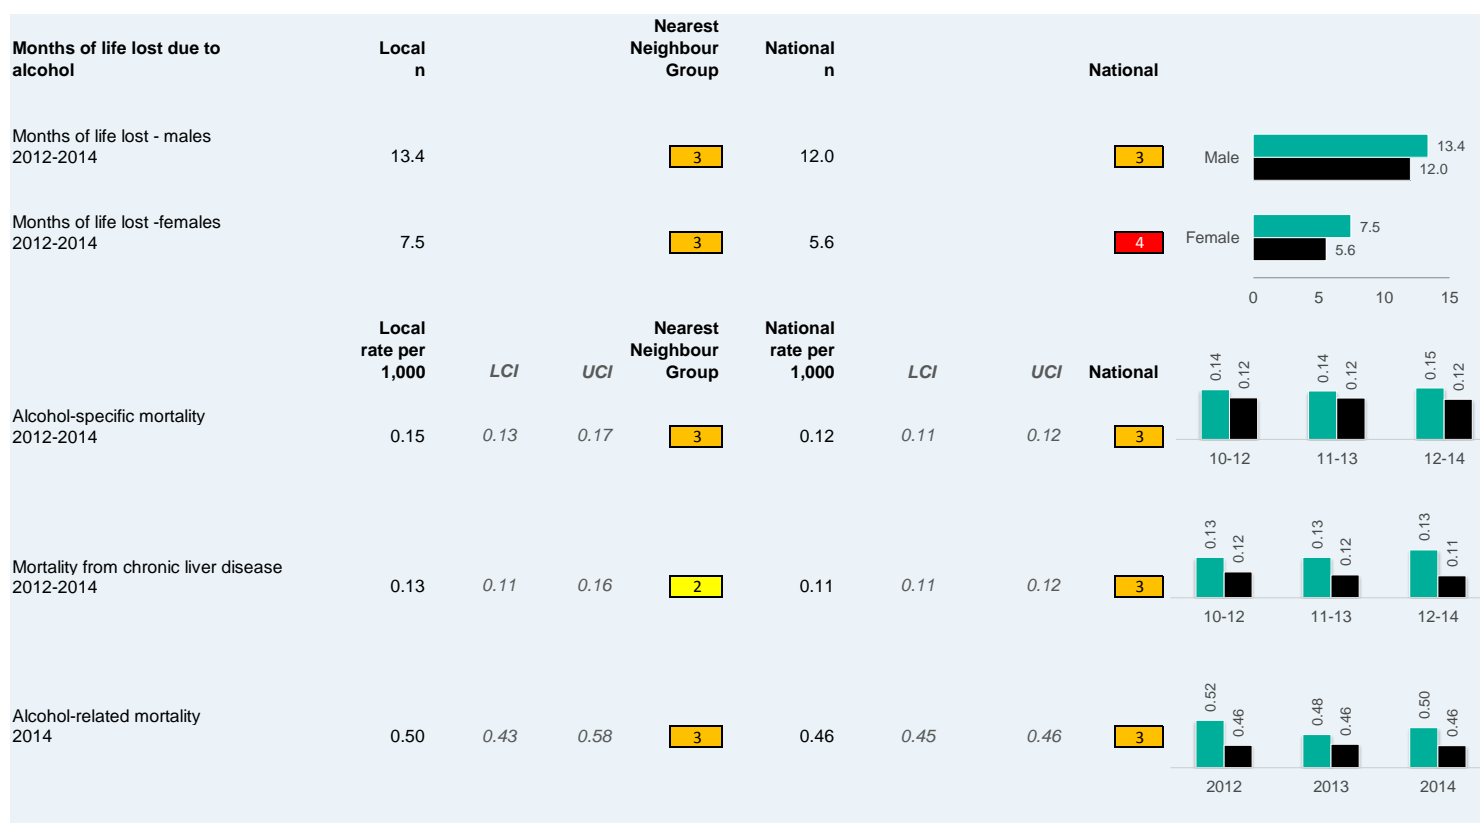 Months of life lost due to alcohol
Local n
Nearest Neighbour Group
National n
National
Months of life lost - males
2012-2014
13.4
3
12.0
3
Male
13.4
12.0
Months of life lost -females
2012-2014
7.5
3
5.6
4
Female
7.5
5.6
0 5 10 15
Local rate per 1,000
LCI
UCI
Nearest Neighbour Group
National rate per 1,000
LCI
UCI
National
Alcohol-specific mortality
2012-2014
0.15
0.13
0.17
3
0.12
0.11
0.12
3
0.14 0.12 0.14 0.12 0.15 0.12
10-12 11-13 12-14
Mortality from chronic liver disease
2012-2014
0.13
0.11
0.16
2
0.11
0.11
0.12
3
0.13 0.12 0.13 0.12 0.13 0.11
10-12 11-13 12-14
Alcohol-related mortality
2014
0.50
0.43
0.58
3
0.46
0.45
0.46
3
0.52 0.46 0.48 0.46 0.50 0.46
2012 2013 2014